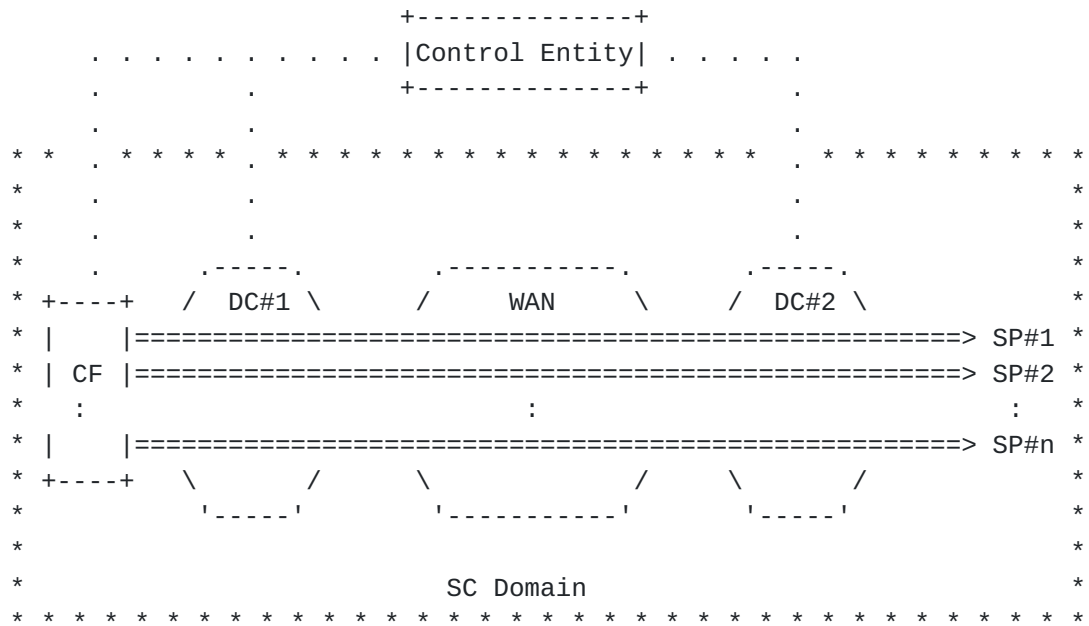 +---------------+
     . . . . . . . . . . |Control Entity| . . . . .
     .         .         +---------------+         .
     .         .                                   .
* *  . * * * * . * * * * * * * * * * * * * * * *  . * * * * * * * * *
*    .         .                                   .                 *
*    .         .                                   .                 *
*    .      .-----.        .-----------.       .-----.              *
* +----+   / DC#1 \      /     WAN     \     / DC#2 \             *
* |    |=====================================================> SP#1 *
* | CF |=====================================================> SP#2 *
*   :                            :                              :   *
* |    |=====================================================> SP#n *
* +----+   \       /      \             /     \       /             *
*           '-----'        '-----------'       '-----'              *
*                                                                    *
*                           SC Domain                                *
* * * * * * * * * * * * * * * * * * * * * * * * * * * * * * * * * * *